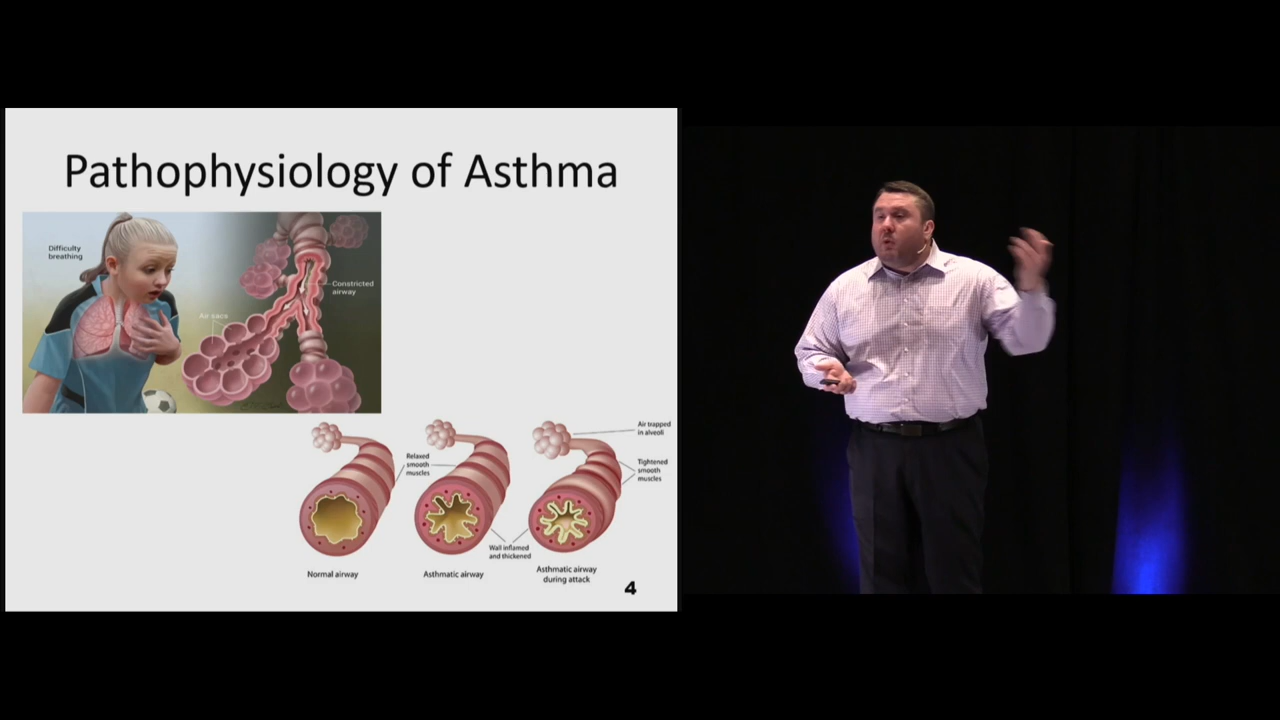 Pathophysiology of Asthma
Difficulty
breathing
Constricted
airway
Air sacs
Air trapped
in alveoli
Relaxed
smooth
muscles
Tightened
smooth
muscles
Wall inflamed
and thickened
Normal airway
Asthmatic airway
Asthmatic airway
during attack
4